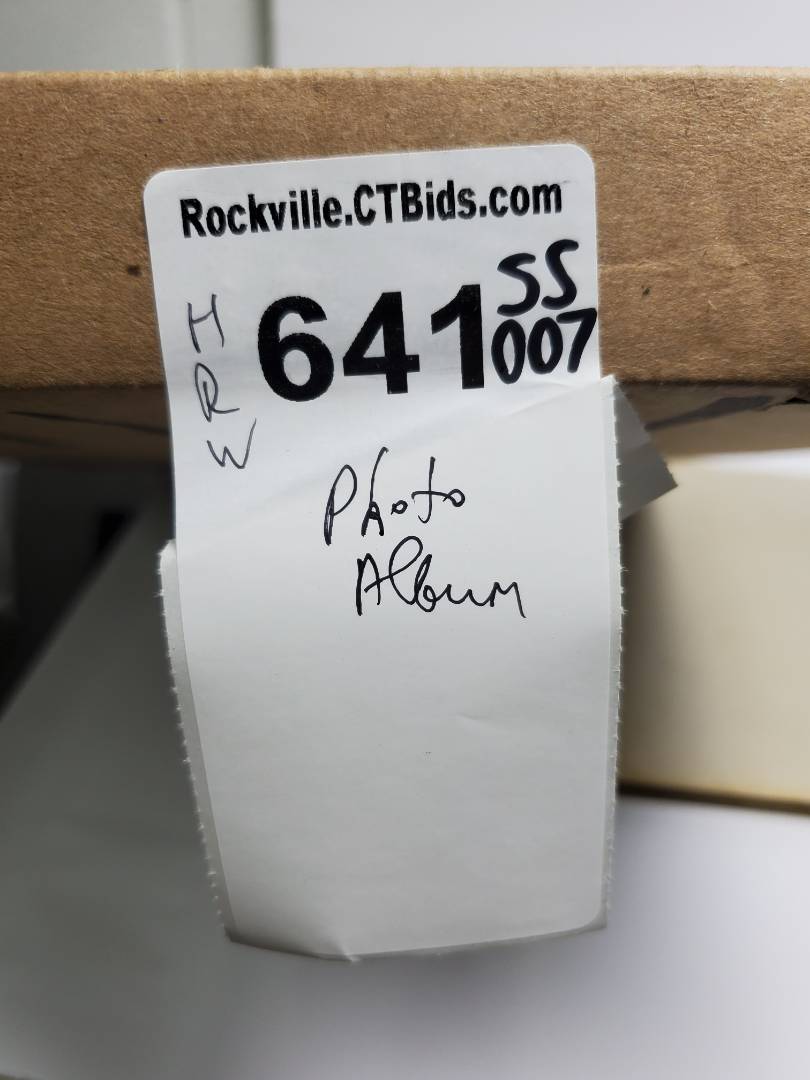 Rockville.CTBids.com
641 SS
007
H
R
W
Photo
Album